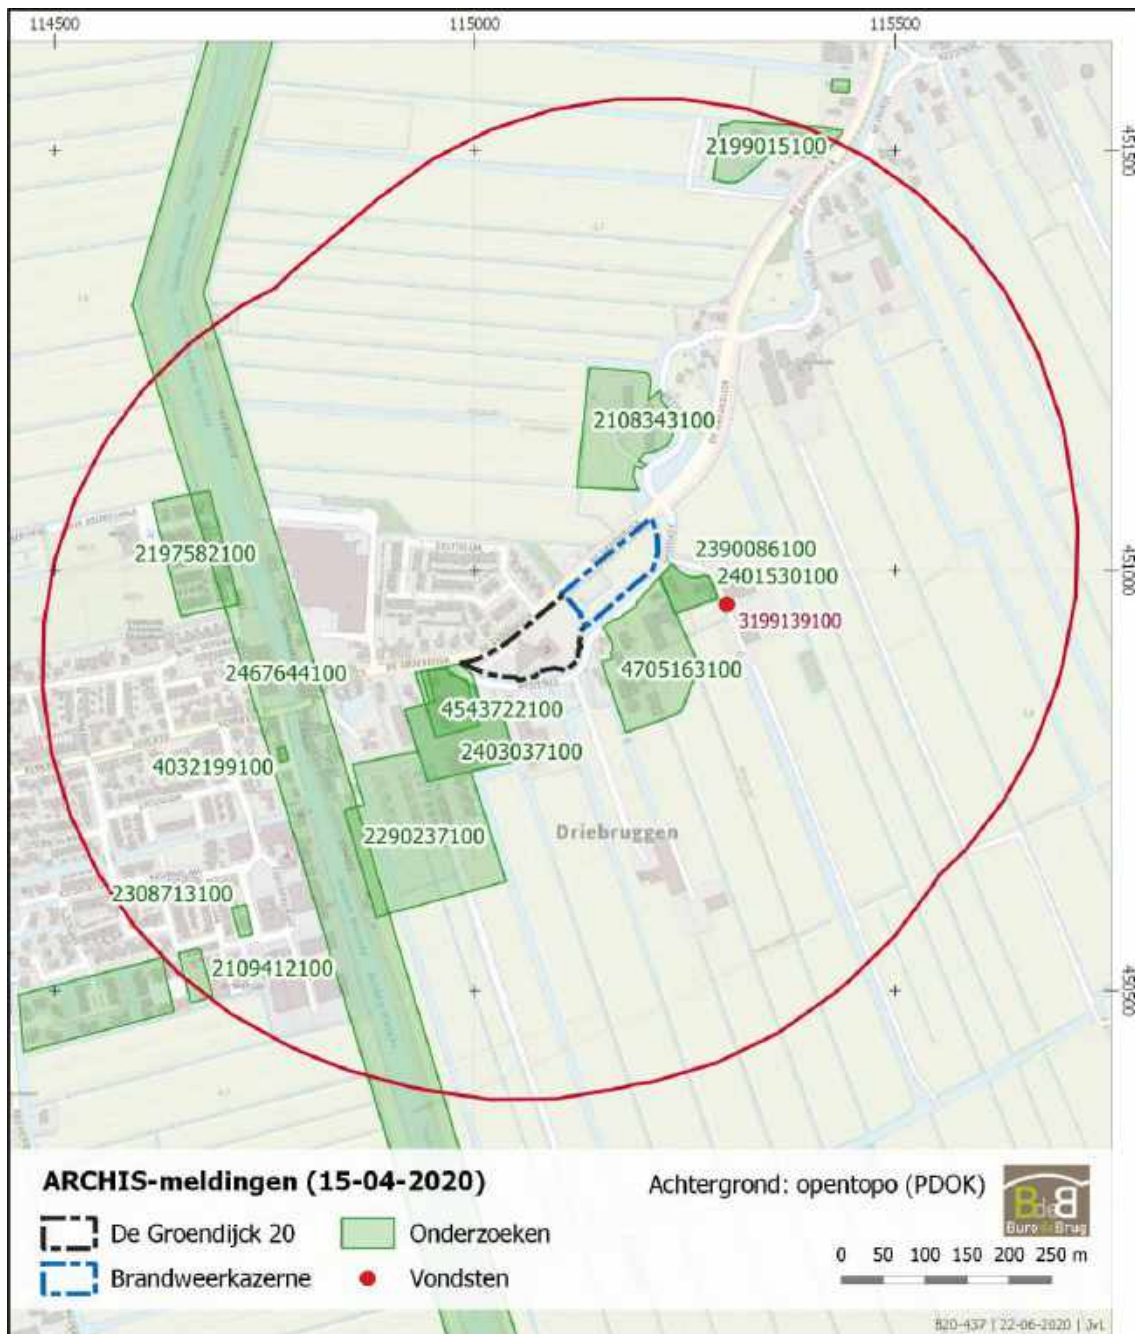 114500
115000
115500
2199015100
451500
2108343100
2197582100
2390086100
2401530100
451000
3199139100
4705163100
2467644100
4543722100
2403037100
4032199100
2290237100
Driebruggen
2308713100
2109412100
450500
ARCHIS-meldingen (15-04-2020)
Achtergrond: opentopo (PDOK)
BdeB
Buro de Brug
De Groendijck 20
Onderzoeken
Brandweerkazerne
Vondsten
0 50 100 150 200 250 m
B20-437 | 22-06-2020 | JvL